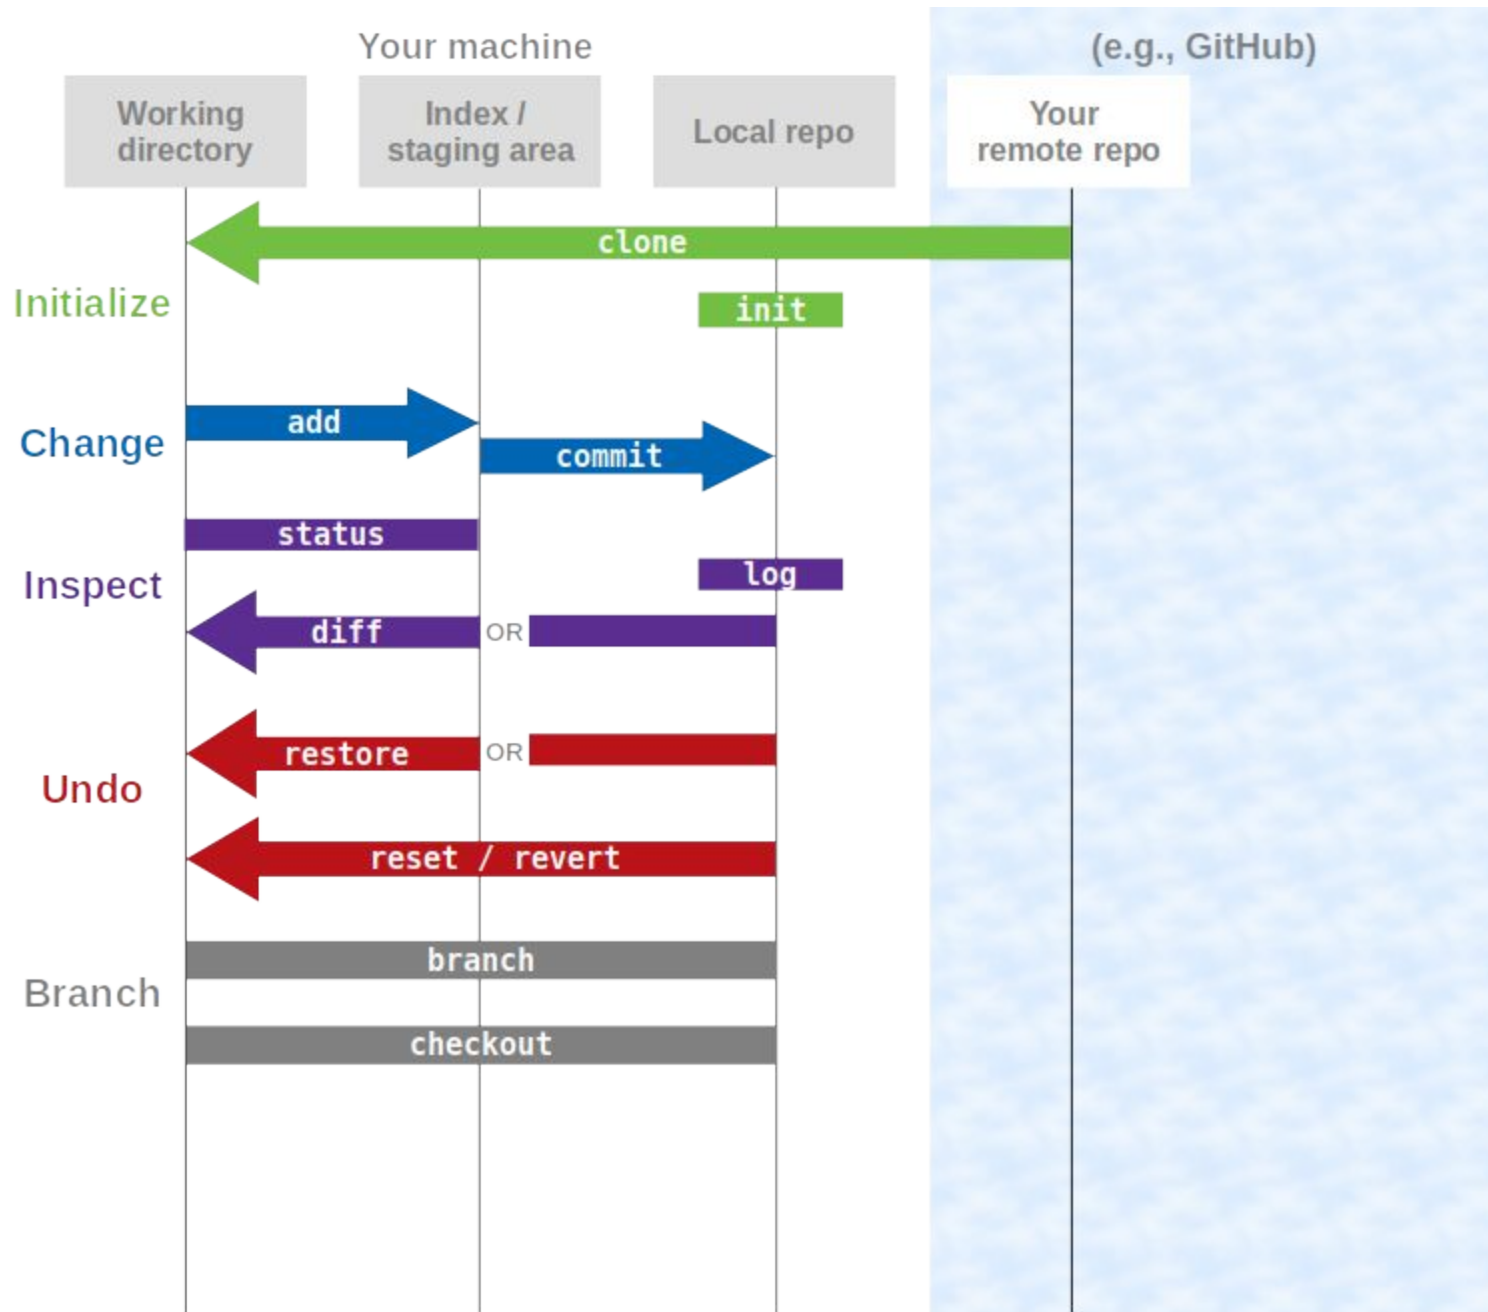 Your machine
(e.g., GitHub)
Working
directory
Index /
staging area
Local repo
Your
remote repo
clone
Initialize
init
add
Change
commit
status
Inspect
log
diff OR
restore OR
Undo
reset / revert
branch
Branch
checkout